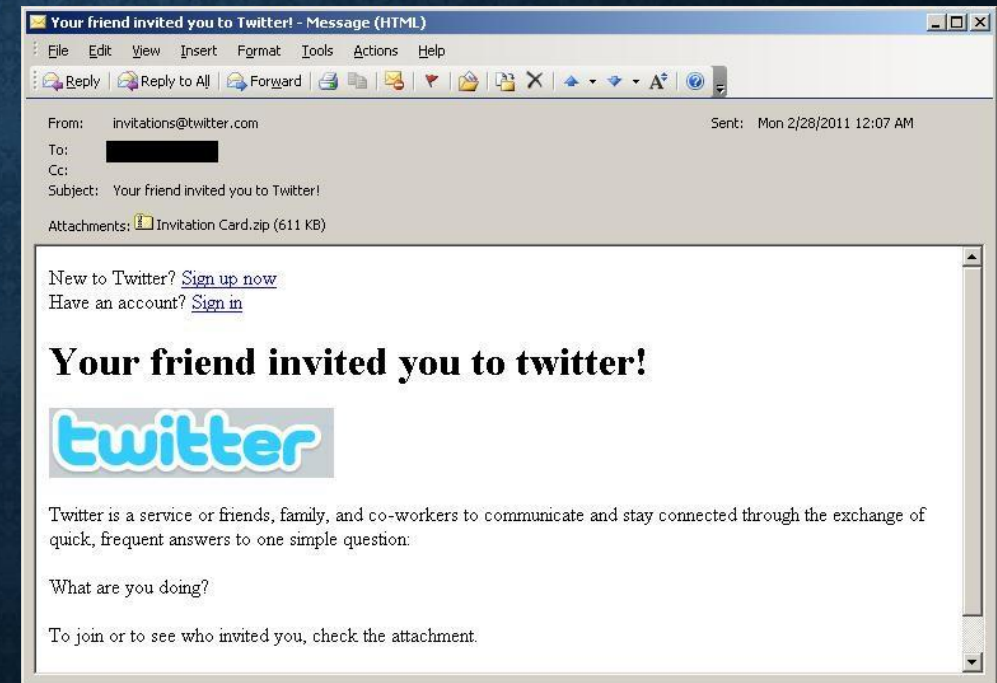 Your friend invited you to Twitter! - Message (HTML)
File Edit View Insert Format Tools Actions Help
Reply Reply to All Forward
From: invitations@twitter.com Sent: Mon 2/28/2011 12:07 AM
To:
Cc:
Subject: Your friend invited you to Twitter!
Attachments: Invitation Card.zip (611 KB)
New to Twitter? Sign up now
Have an account? Sign in
Your friend invited you to twitter!
twitter
Twitter is a service or friends, family, and co-workers to communicate and stay connected through the exchange of
quick, frequent answers to one simple question:
What are you doing?
To join or to see who invited you, check the attachment.